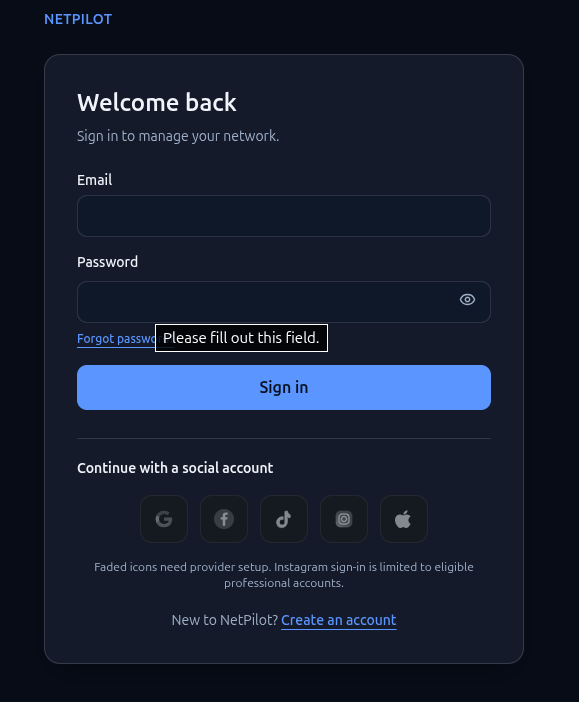 NETPILOT
Welcome back
Sign in to manage your network.
Email
Password
Forgot
Please fill out this field.
Sign in
Continue with a social account
Faded icons need provider setup. Instagram sign-in is limited to eligible
professional accounts.
New to NetPilot? Create an account